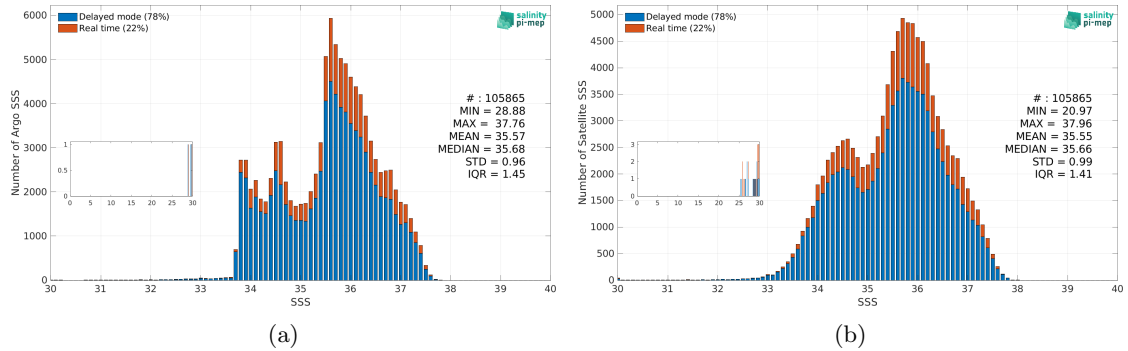 Delayed mode (78%)
Real time (22%)
salinity
pi-mep
6000
5000
4000
3000
2000
1000
0
Number of Argo SSS
# : 105865
MIN = 28.88
MAX = 37.76
MEAN = 35.57
MEDIAN = 35.68
STD = 0.96
IQR = 1.45
1
0.5
0
5 10 15 20 25 30
30 31 32 33 34 35 36 37 38 39 40
SSS
(a)
Delayed mode (78%)
Real time (22%)
salinity
pi-mep
5000
4500
4000
3500
3000
2500
2000
1500
1000
500
0
Number of Satellite SSS
# : 105865
MIN = 20.97
MAX = 37.96
MEAN = 35.55
MEDIAN = 35.66
STD = 0.99
IQR = 1.41
3
2
1
0
0 5 10 15 20 25 30
30 31 32 33 34 35 36 37 38 39 40
SSS
(b)